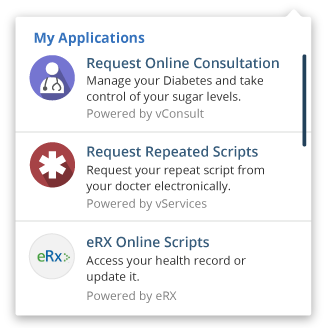 My Applications
Request Online Consultation
Manage your Diabetes and take
control of your sugar levels.
Powered by vConsult
Request Repeated Scripts
Request your repeat script from
your docter electronically.
Powered by vServices
eRx
eRX Online Scripts
Access your health record or
update it.
Powered by eRX